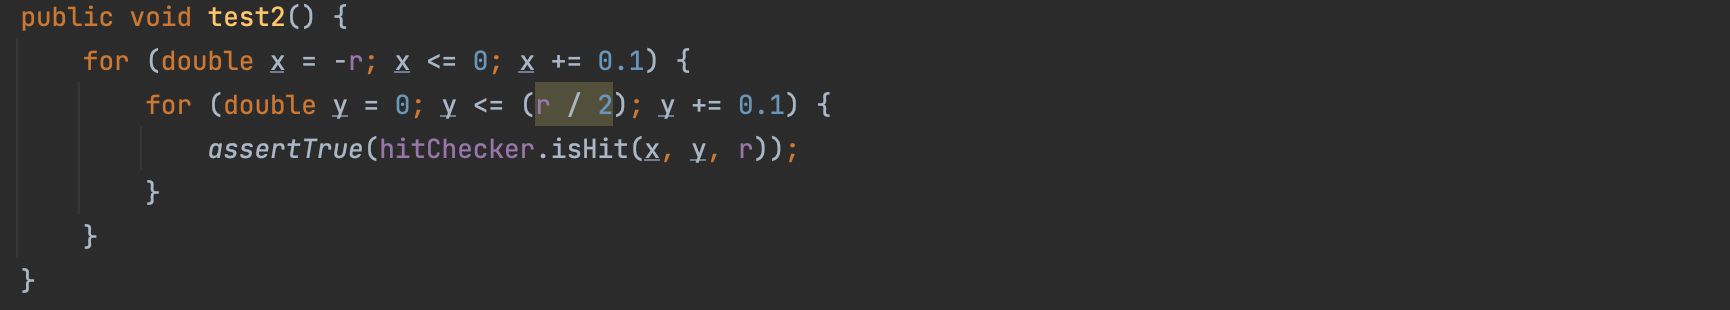 public void test2() {
    for (double x = -r; x <= 0; x += 0.1) {
        for (double y = 0; y <= (r / 2); y += 0.1) {
            assertTrue(hitChecker.isHit(x, y, r));
        }
    }
}